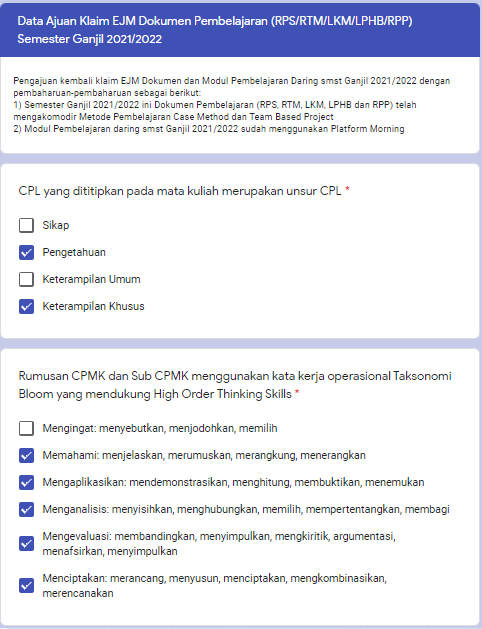 Data Ajuan Klaim EJM Dokumen Pembelajaran (RPS/RTM/LKM/LPHB/RPP)
Semester Ganjil 2021/2022
Pengajuan kembali klaim EJM Dokumen dan Modul Pembelajaran Daring smst Ganjil 2021/2022 dengan
pembaharuan-pembaharuan sebagai berikut:
1) Semester Ganjil 2021/2022 ini Dokumen Pembelajaran (RPS, RTM, LKM, LPHB dan RPP) telah
mengakomodir Metode Pembelajaran Case Method dan Team Based Project
2) Modul Pembelajaran daring smst Ganjil 2021/2022 sudah menggunakan Platform Morning
CPL yang dititipkan pada mata kuliah merupakan unsur CPL *
Sikap
Pengetahuan
Keterampilan Umum
Keterampilan Khusus
Rumusan CPMK dan Sub CPMK menggunakan kata kerja operasional Taksonomi
Bloom yang mendukung High Order Thinking Skills *
Mengingat: menyebutkan, menjodohkan, memilih
Memahami: menjelaskan, merumuskan, merangkung, menerangkan
Mengaplikasikan: mendemonstrasikan, menghitung, membuktikan, menemukan
Menganalisis: menyisihkan, menghubungkan, memilih, mempertentangkan, membagi
Mengevaluasi: membandingkan, menyimpulkan, mengkiritik, argumentasi,
menafsirkan, menyimpulkan
Menciptakan: merancang, menyusun, menciptakan, mengkombinasikan,
merencanakan